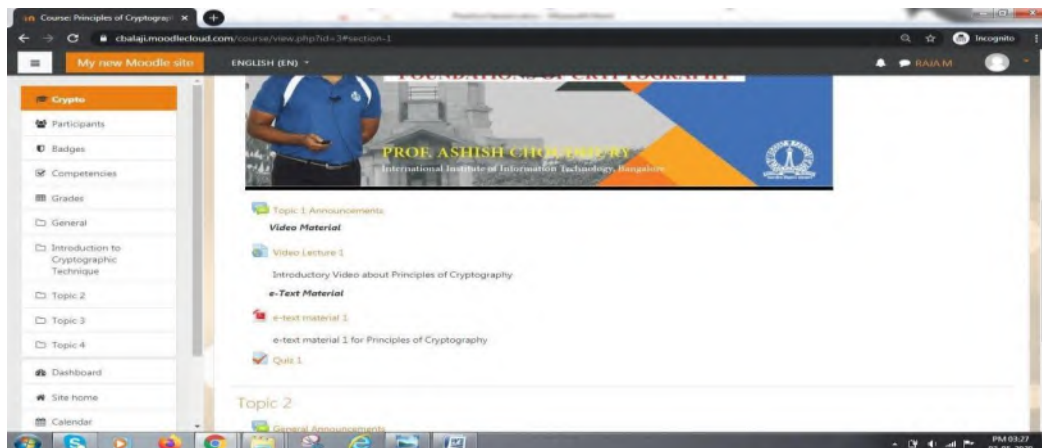 Course: Principles of Cryptograp
cbalaji.moodlecloud.com/course/view.php?id=3#section-1
Incognito
My new Moodle site
ENGLISH (EN)
RAJA M
Crypto
Participants
Badges
Competencies
Grades
General
Introduction to
Cryptographic
Technique
Topic 2
Topic 3
Topic 4
Dashboard
Site home
Calendar
FOUNDATIONS OF CRYPTOGRAPHY
PROF. ASHISH CHOUDHURY
International Institute of Information Technology, Bangalore
Topic 1 Announcements
Video Material
Video Lecture 1
Introductory Video about Principles of Cryptography
e-Text Material
e-text material 1
e-text material 1 for Principles of Cryptography
Quiz 1
Topic 2
General Announcements
PM 03:27